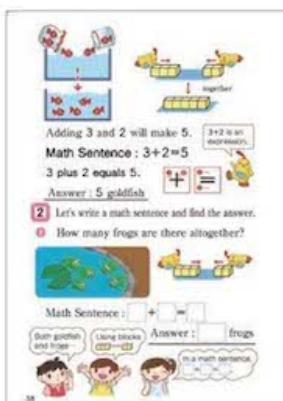 together
Adding 3 and 2 will make 5.
3+2 is an
expression.
Math Sentence : 3+2=5
3 plus 2 equals 5.
+ =
Answer : 5 goldfish
2 Let's write a math sentence and find the answer.
1 How many frogs are there altogether?
Math Sentence : + =
Answer : frogs
Both goldfish
and frogs
Using blocks
In a math sentence,
+ =
38